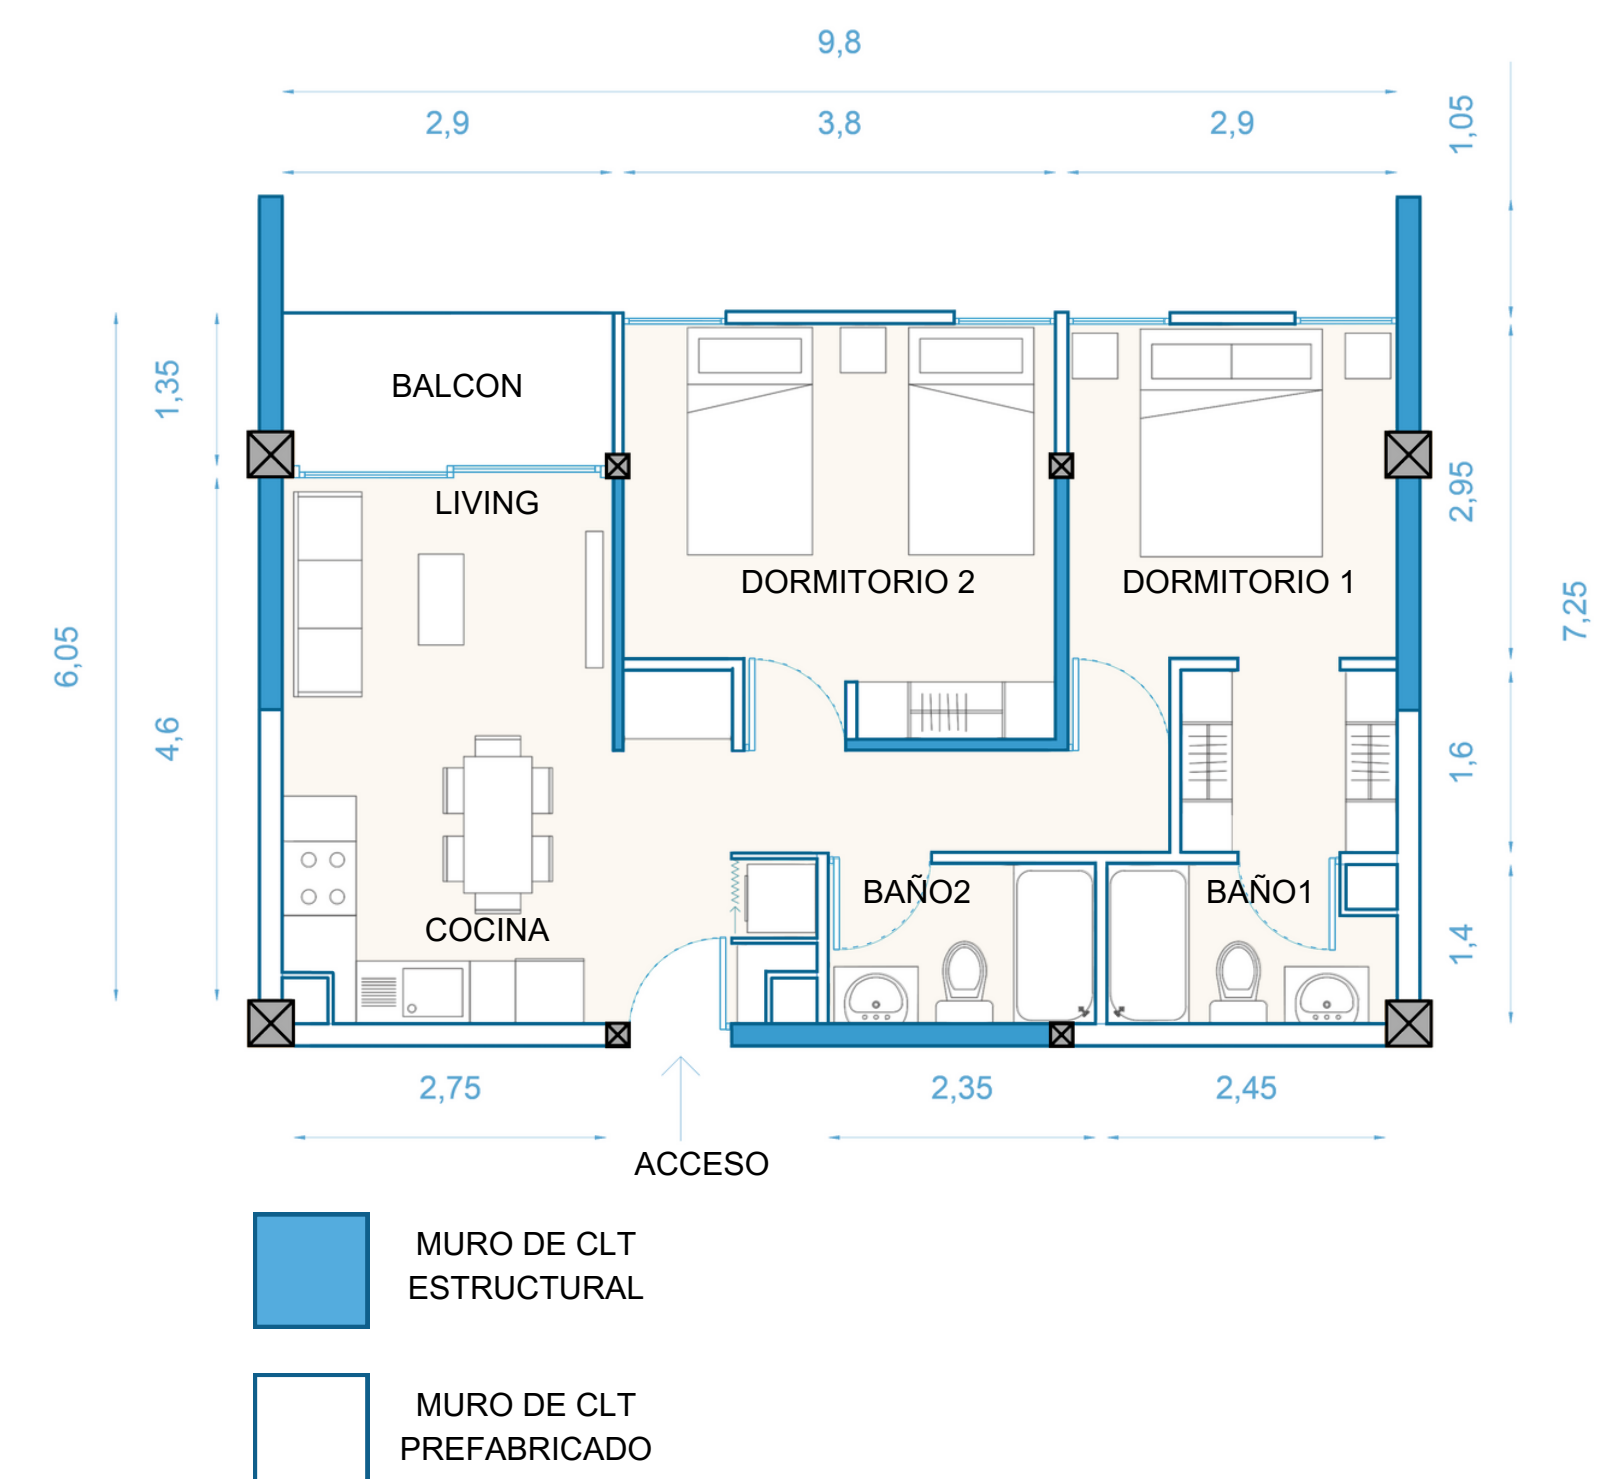 9,8
2,9
3,8
2,9
1,05
1,35
BALCON
LIVING
2,95
DORMITORIO 2
DORMITORIO 1
6,05
7,25
4,6
1,6
BAÑO2
BAÑO1
COCINA
1,4
2,75
2,35
2,45
ACCESO
MURO DE CLT
ESTRUCTURAL
MURO DE CLT
PREFABRICADO